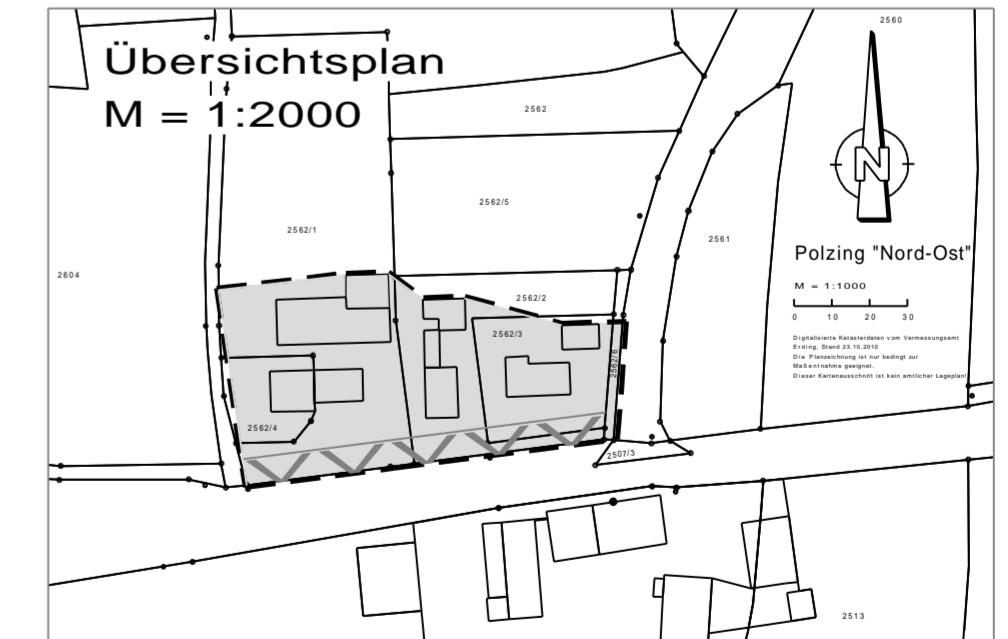 Übersichtsplan
M = 1:2000
2560
2562
2562/5
2562/1
2561
2604
N
Polzing "Nord-Ost"
M = 1:1000
0 10 20 30
Digitalisierte Katasterdaten vom Vermessungsamt
Erding, Stand 23.10.2010
Die Planzeichnung ist nur bedingt zur
Maßentnahme geeignet.
Dieser Kartenausschnitt ist kein amtlicher Lageplan!
2562/2
2562/3
2562/6
2562/4
2507/3
2513